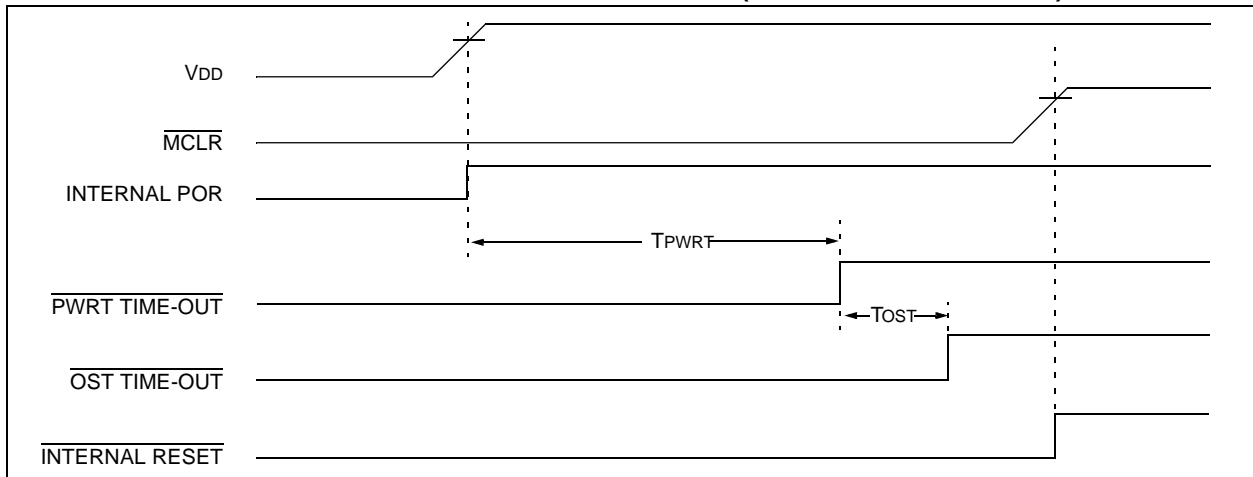 VDD
MCLR
INTERNAL POR
TPWRT
PWRT TIME-OUT
TOST
OST TIME-OUT
INTERNAL RESET